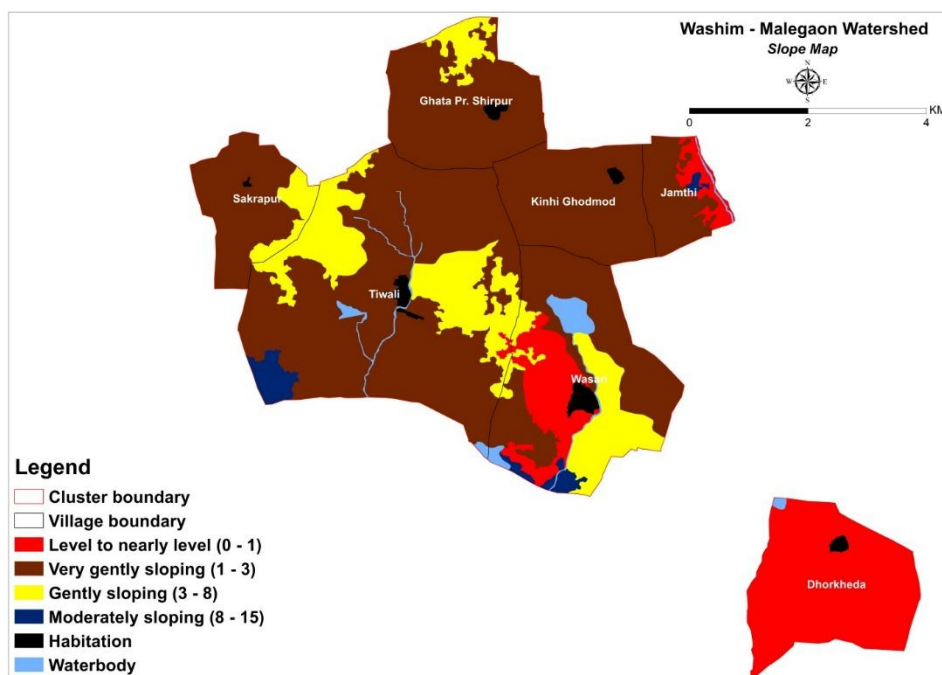 Washim - Malegaon Watershed
Slope Map
N
W E
S
KM
0 2 4
Ghata Pr. Shirpur
Sakrapur
Kinhi Ghodmod
Jamthi
Tiwali
Wasari
Dhorkheda
Legend
Cluster boundary
Village boundary
Level to nearly level (0 - 1)
Very gently sloping (1 - 3)
Gently sloping (3 - 8)
Moderately sloping (8 - 15)
Habitation
Waterbody